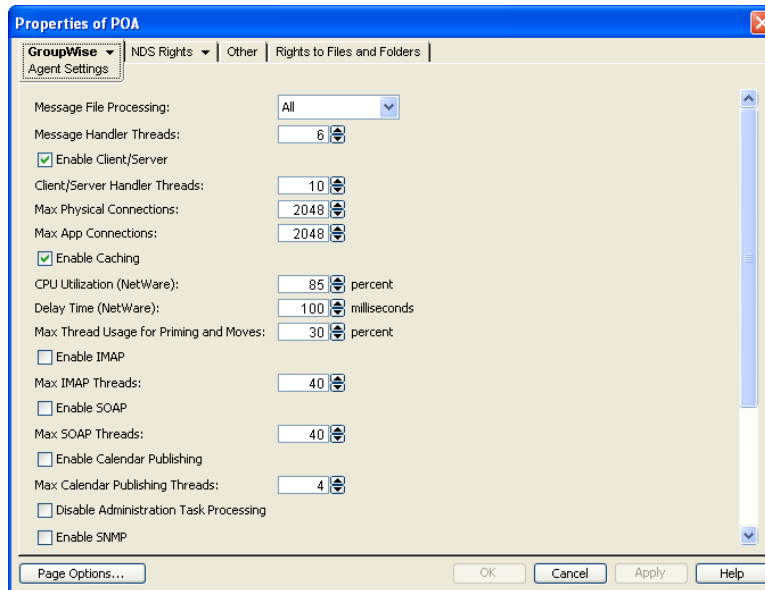 Properties of POA
GroupWise NDS Rights Other Rights to Files and Folders
Agent Settings
Message File Processing: All
Message Handler Threads: 6
Enable Client/Server
Client/Server Handler Threads: 10
Max Physical Connections: 2048
Max App Connections: 2048
Enable Caching
CPU Utilization (NetWare): 85 percent
Delay Time (NetWare): 100 milliseconds
Max Thread Usage for Priming and Moves: 30 percent
Enable IMAP
Max IMAP Threads: 40
Enable SOAP
Max SOAP Threads: 40
Enable Calendar Publishing
Max Calendar Publishing Threads: 4
Disable Administration Task Processing
Enable SNMP
Page Options... OK Cancel Apply Help